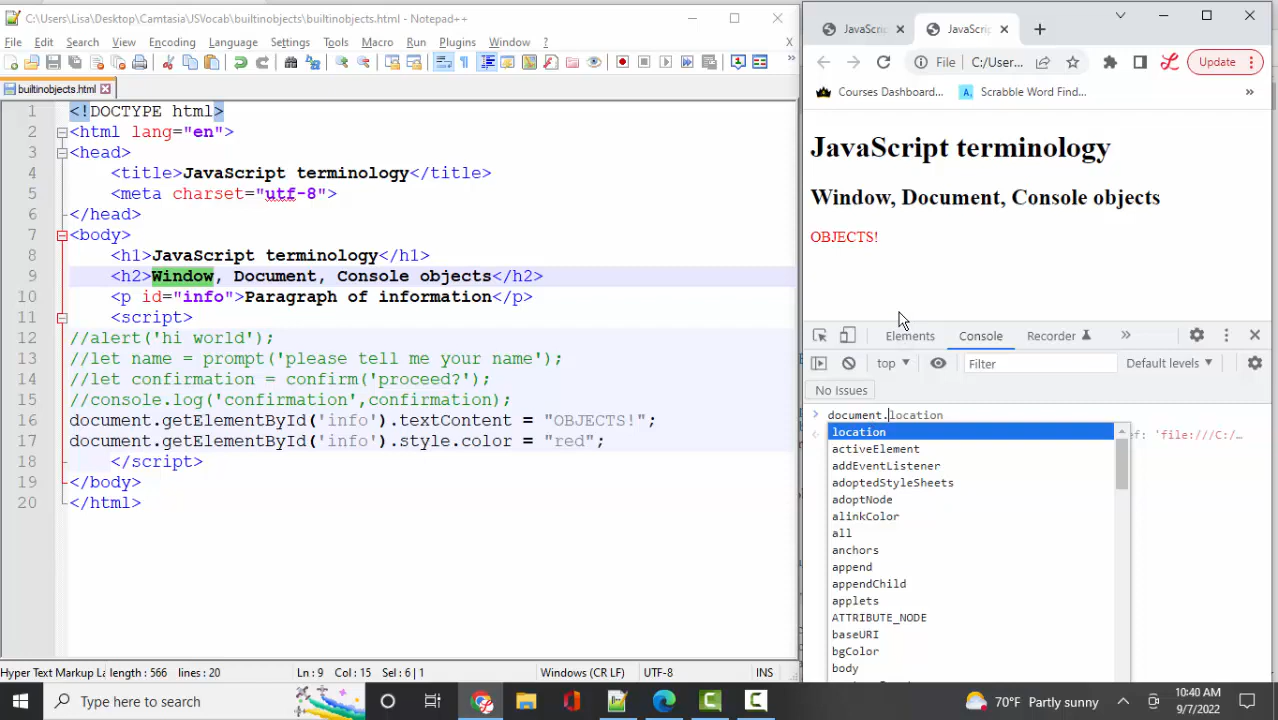 C:\Users\Lisa\Desktop\Camtasia\JSVocab\builtinobjects\builtinobjects.html - Notepad++
File Edit Search View Encoding Language Settings Tools Macro Run Plugins Window ? X
builtinobjects.html
1 <!DOCTYPE html>
2 <html lang="en">
3 <head>
4 <title>JavaScript terminology</title>
5 <meta charset="utf-8">
6 </head>
7 <body>
8 <h1>JavaScript terminology</h1>
9 <h2>Window, Document, Console objects</h2>
10 <p id="info">Paragraph of information</p>
11 <script>
12 //alert('hi world');
13 //let name = prompt('please tell me your name');
14 //let confirmation = confirm('proceed?');
15 //console.log('confirmation',confirmation);
16 document.getElementById('info').textContent = "OBJECTS!";
17 document.getElementById('info').style.color = "red";
18 </script>
19 </body>
20 </html>
Hyper Text Markup La length : 566 lines : 20 Ln : 9 Col : 15 Sel : 6 | 1 Windows (CR LF) UTF-8 INS
JavaScrip JavaScrip
File C:/User... Update
Courses Dashboard... A. Scrabble Word Find... »
JavaScript terminology
Window, Document, Console objects
OBJECTS!
Elements Console Recorder »
top Filter Default levels
No Issues
document.location
location
ef: 'file:///C:/…
activeElement
addEventListener
adoptedStyleSheets
adoptNode
alinkColor
all
anchors
append
appendChild
applets
ATTRIBUTE_NODE
baseURI
bgColor
body
Type here to search
70°F Partly sunny
10:40 AM
9/7/2022